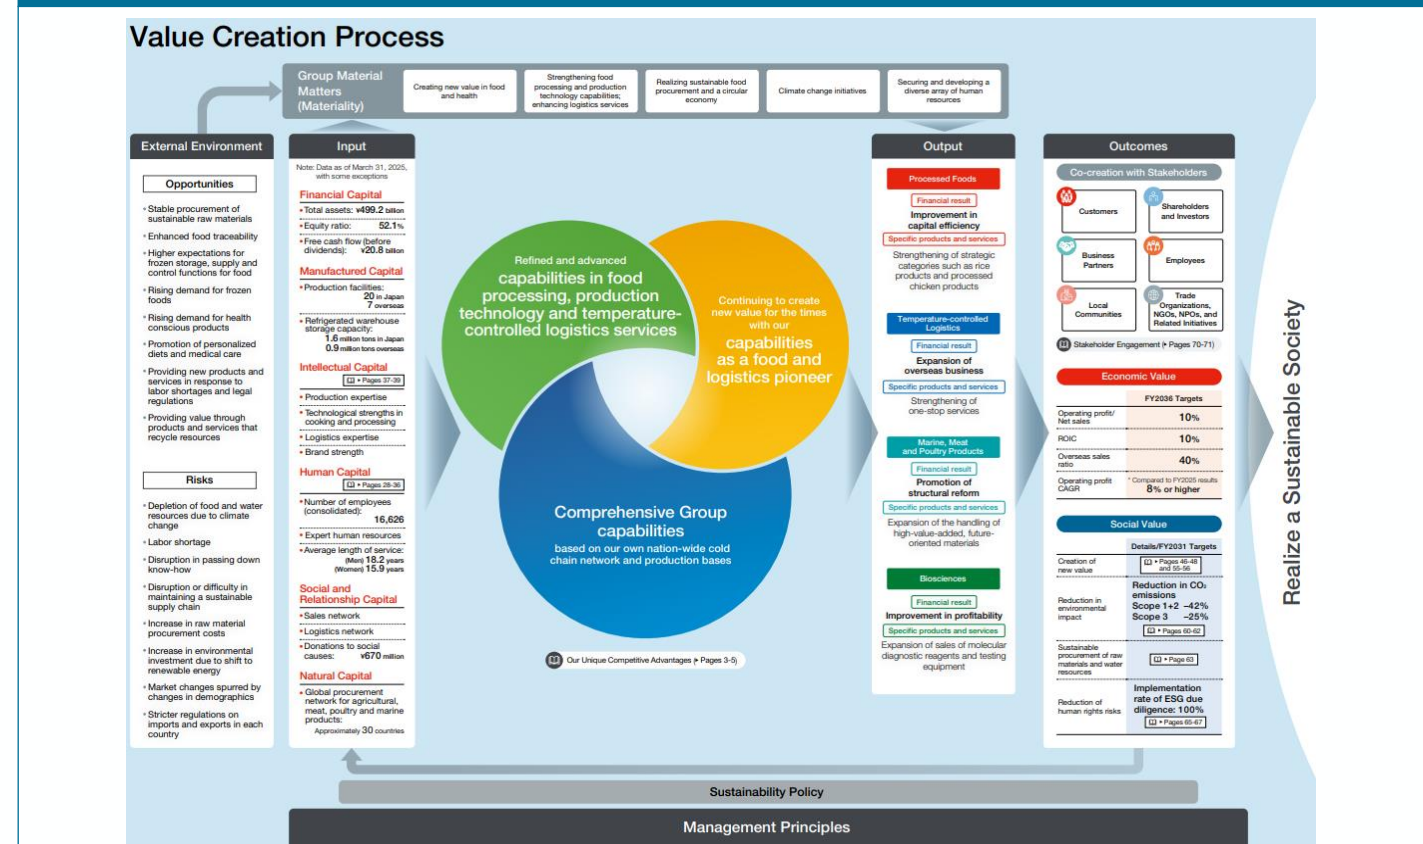 Value Creation Process
Group Material
Matters
(Materiality)
Creating new value in food
and health
Strengthening food
processing and production
technology capabilities;
enhancing logistics services
Realizing sustainable food
procurement and a circular
economy
Climate change initiatives
Securing and developing a
diverse array of human
resources
External Environment
Opportunities
• Stable procurement of
sustainable raw materials
• Enhanced food traceability
• Higher expectations for
frozen storage, supply and
control functions for food
• Rising demand for frozen
foods
• Rising demand for health
conscious products
• Promotion of personalized
diets and medical care
• Providing new products and
services in response to
labor shortages and legal
regulations
• Providing value through
products and services that
recycle resources
Risks
• Depletion of food and water
resources due to climate
change
• Labor shortage
• Disruption in passing down
know-how
• Disruption or difficulty in
maintaining a sustainable
supply chain
• Increase in raw material
procurement costs
• Increase in environmental
investment due to shift to
renewable energy
• Market changes spurred by
changes in demographics
• Stricter regulations on
imports and exports in each
country
Input
Note: Data as of March 31, 2025,
with some exceptions
Financial Capital
• Total assets: ¥499.2 billion
• Equity ratio: 52.1%
• Free cash flow (before
dividends): ¥20.8 billion
Manufactured Capital
• Production facilities:
20 in Japan
7 overseas
• Refrigerated warehouse
storage capacity:
1.6 million tons in Japan
0.9 million tons overseas
Intellectual Capital
▸ Pages 37-39
• Production expertise
• Technological strengths in
cooking and processing
• Logistics expertise
• Brand strength
Human Capital
▸ Pages 28-36
• Number of employees
(consolidated):
16,626
• Expert human resources
• Average length of service:
(Men) 18.2 years
(Women) 15.9 years
Social and
Relationship Capital
• Sales network
• Logistics network
• Donations to social
causes: ¥670 million
Natural Capital
• Global procurement
network for agricultural,
meat, poultry and marine
products:
Approximately 30 countries
Refined and advanced
capabilities in food
processing, production
technology and temperature-
controlled logistics services
Continuing to create
new value for the times
with our
capabilities
as a food and
logistics pioneer
Comprehensive Group
capabilities
based on our own nation-wide cold
chain network and production bases
Our Unique Competitive Advantages (▸ Pages 3-5)
Output
Processed Foods
Financial result
Improvement in
capital efficiency
Specific products and services
Strengthening of strategic
categories such as rice
products and processed
chicken products
Temperature-controlled
Logistics
Financial result
Expansion of
overseas business
Specific products and services
Strengthening of
one-stop services
Marine, Meat
and Poultry Products
Financial result
Promotion of
structural reform
Specific products and services
Expansion of the handling of
high-value-added, future-
oriented materials
Biosciences
Financial result
Improvement in profitability
Specific products and services
Expansion of sales of molecular
diagnostic reagents and testing
equipment
Outcomes
Co-creation with Stakeholders
Customers
Shareholders
and Investors
Business
Partners
Employees
Local
Communities
Trade
Organizations,
NGOs, NPOs, and
Related Initiatives
Stakeholder Engagement (▸ Pages 70-71)
Economic Value
FY2036 Targets
Operating profit/
Net sales
10%
ROIC
10%
Overseas sales
ratio
40%
Operating profit
CAGR
* Compared to FY2025 results
8% or higher
Social Value
Details/FY2031 Targets
Creation of
new value
▸ Pages 46-48
and 55-56
Reduction in
environmental
impact
Reduction in CO₂
emissions
Scope 1+2 –42%
Scope 3 –25%
▸ Pages 60-62
Sustainable
procurement of raw
materials and water
resources
▸ Page 63
Reduction of
human rights risks
Implementation
rate of ESG due
diligence: 100%
▸ Pages 65-67
Realize a Sustainable Society
Sustainability Policy
Management Principles